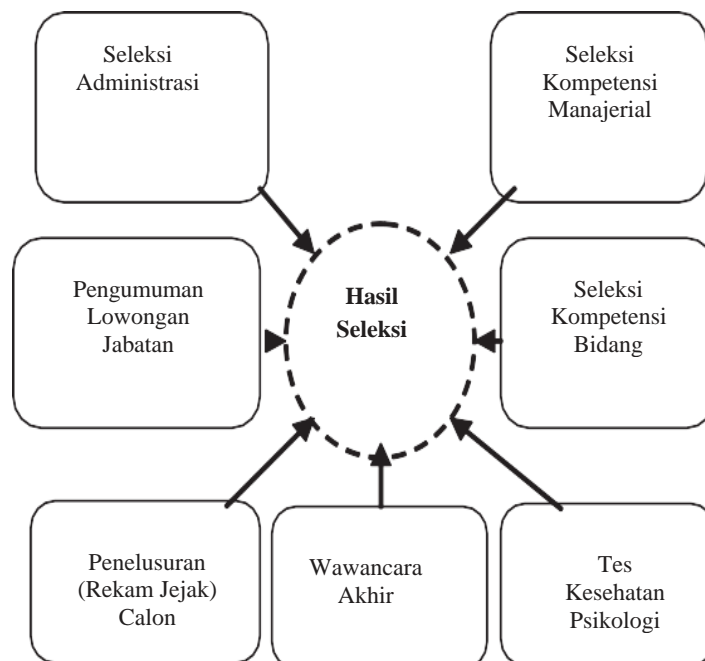 Seleksi
Administrasi
Seleksi
Kompetensi
Manajerial
Pengumuman
Lowongan
Jabatan
Hasil
Seleksi
Seleksi
Kompetensi
Bidang
Penelusuran
(Rekam Jejak)
Calon
Wawancara
Akhir
Tes
Kesehatan
Psikologi